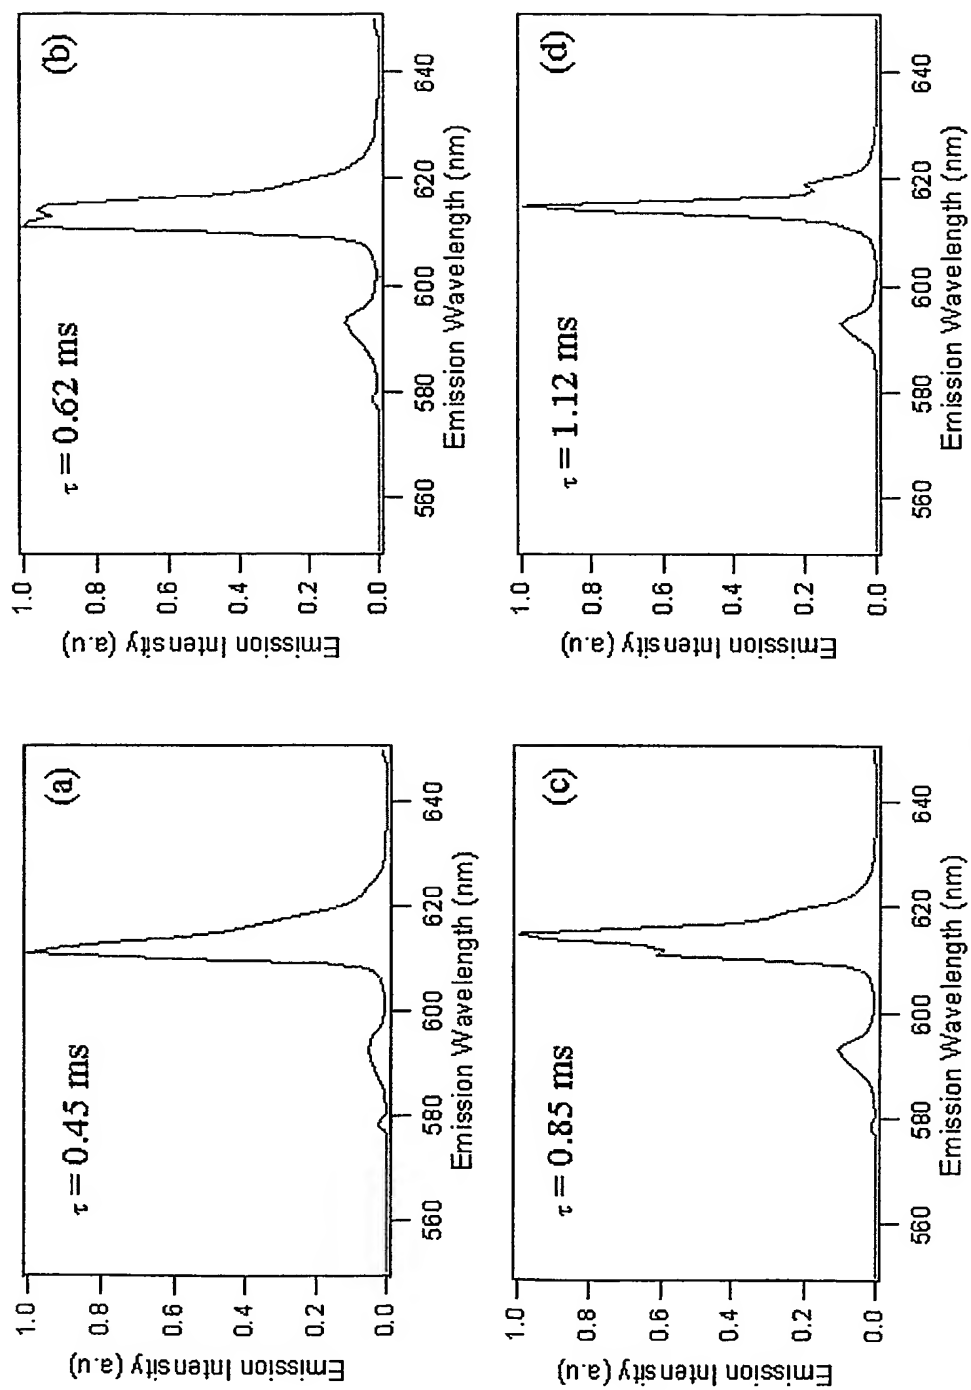 (a)
τ = 0.45 ms
1.0
0.8
0.6
0.4
0.2
0.0
Emission Intensity (a.u)
560 580 600 620 640
Emission Wavelength (nm)
(b)
τ = 0.62 ms
1.0
0.8
0.6
0.4
0.2
0.0
Emission Intensity (a.u)
560 580 600 620 640
Emission Wavelength (nm)
(c)
τ = 0.85 ms
1.0
0.8
0.6
0.4
0.2
0.0
Emission Intensity (a.u)
560 580 600 620 640
Emission Wavelength (nm)
(d)
τ = 1.12 ms
1.0
0.8
0.6
0.4
0.2
0.0
Emission Intensity (a.u)
560 580 600 620 640
Emission Wavelength (nm)